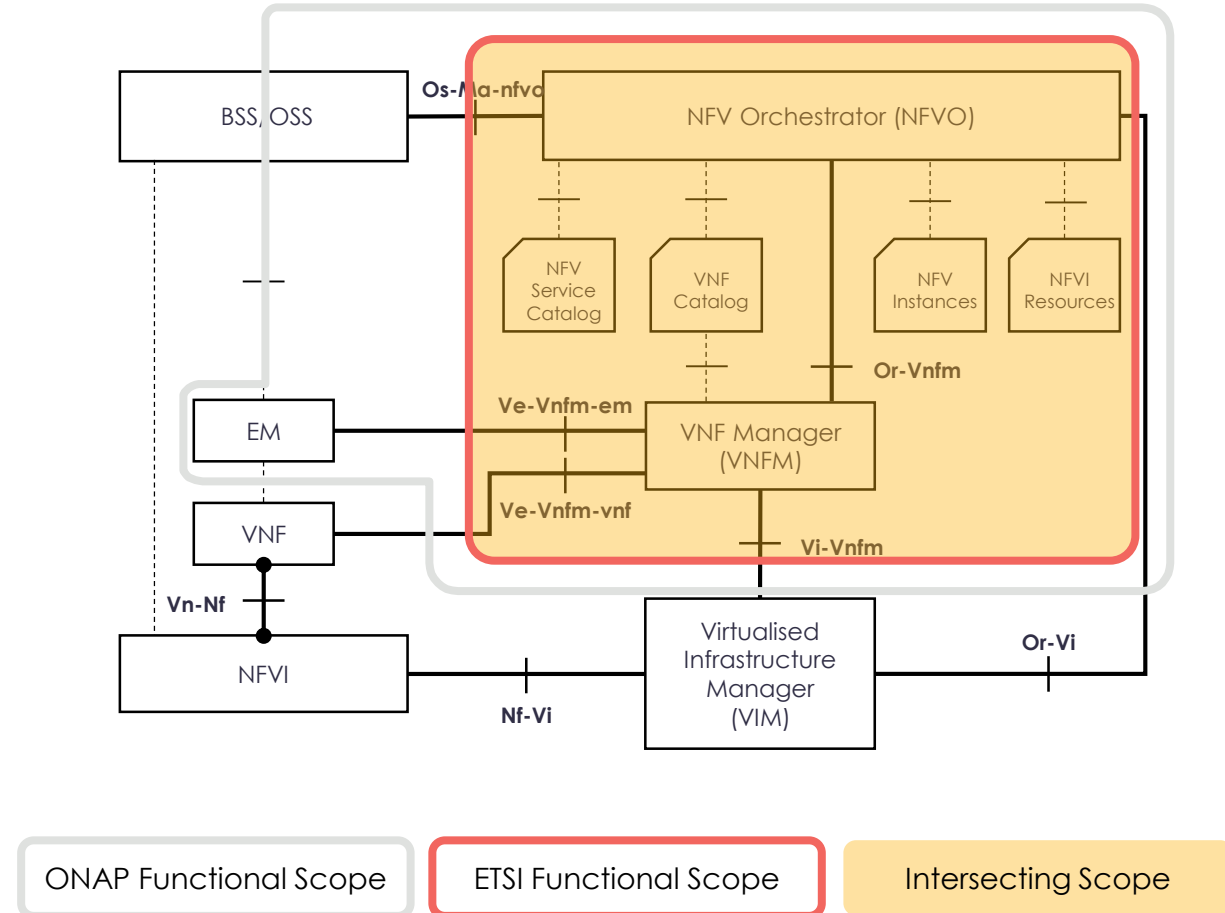 Os-Ma-nfvo
BSS/OSS
NFV Orchestrator (NFVO)
NFV
Service
Catalog
VNF
Catalog
NFV
Instances
NFVI
Resources
Or-Vnfm
Ve-Vnfm-em
EM
VNF Manager
(VNFM)
Ve-Vnfm-vnf
VNF
Vi-Vnfm
Vn-Nf
Virtualised
Infrastructure
Manager
(VIM)
Or-Vi
NFVI
Nf-Vi
ONAP Functional Scope
ETSI Functional Scope
Intersecting Scope